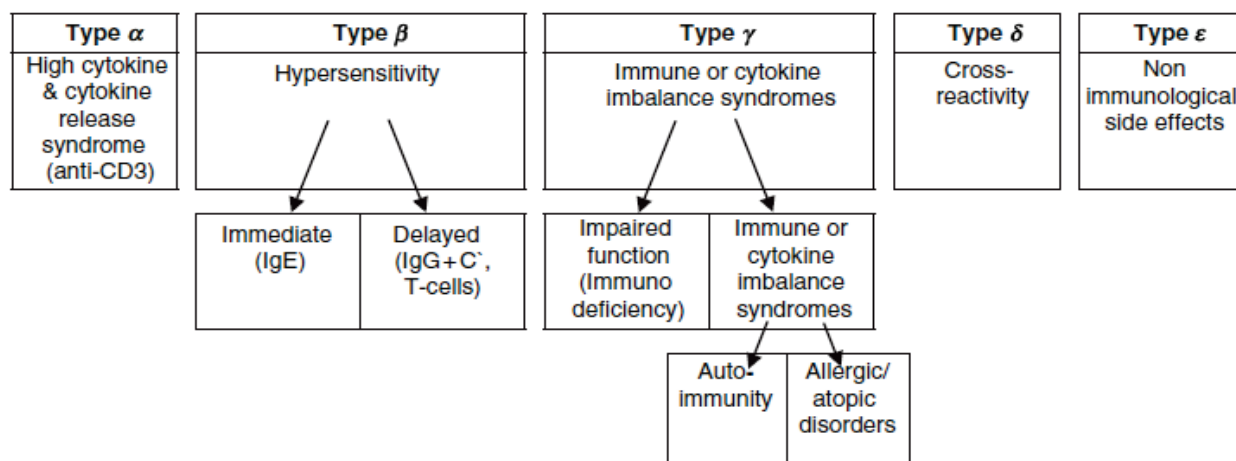 Type α
High cytokine
& cytokine
release
syndrome
(anti-CD3)
Type β
Hypersensitivity
Immediate
(IgE)
Delayed
(IgG+C`,
T-cells)
Type γ
Immune or cytokine
imbalance syndromes
Impaired
function
(Immuno
deficiency)
Immune or
cytokine
imbalance
syndromes
Auto-
immunity
Allergic/
atopic
disorders
Type δ
Cross-
reactivity
Type ε
Non
immunological
side effects